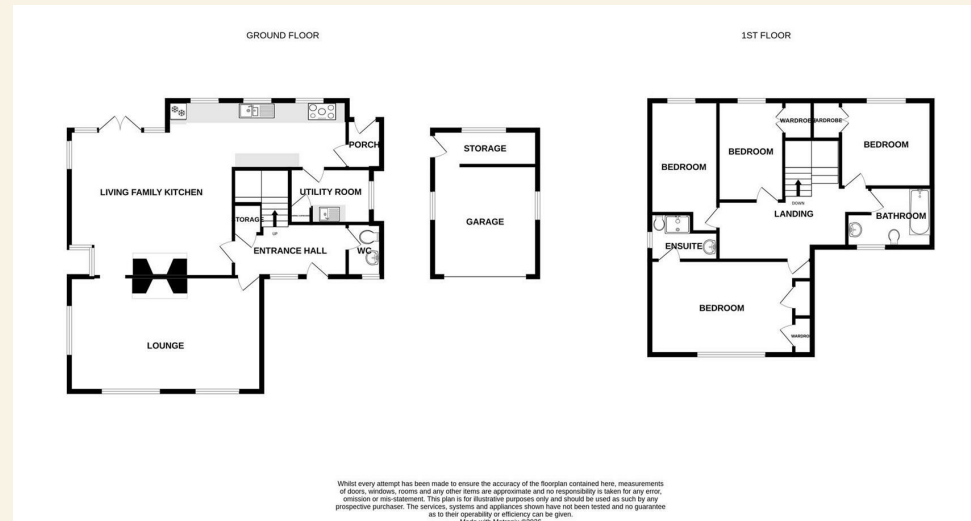 GROUND FLOOR
1ST FLOOR
PORCH
LIVING FAMILY KITCHEN
UTILITY ROOM
TORAGE
UP
ENTRANCE HALL
WC
LOUNGE
STORAGE
GARAGE
WARDROBE
WARDROBE
BEDROOM
BEDROOM
BEDROOM
DOWN
LANDING
BATHROOM
ENSUITE
BEDROOM
WARDROBE
Whilst every attempt has been made to ensure the accuracy of the floorplan contained here, measurements
of doors, windows, rooms and any other items are approximate and no responsibility is taken for any error,
omission or mis-statement. This plan is for illustrative purposes only and should be used as such by any
prospective purchaser. The services, systems and appliances shown have not been tested and no guarantee
as to their operability or efficiency can be given.
Made with Metropix ©2026